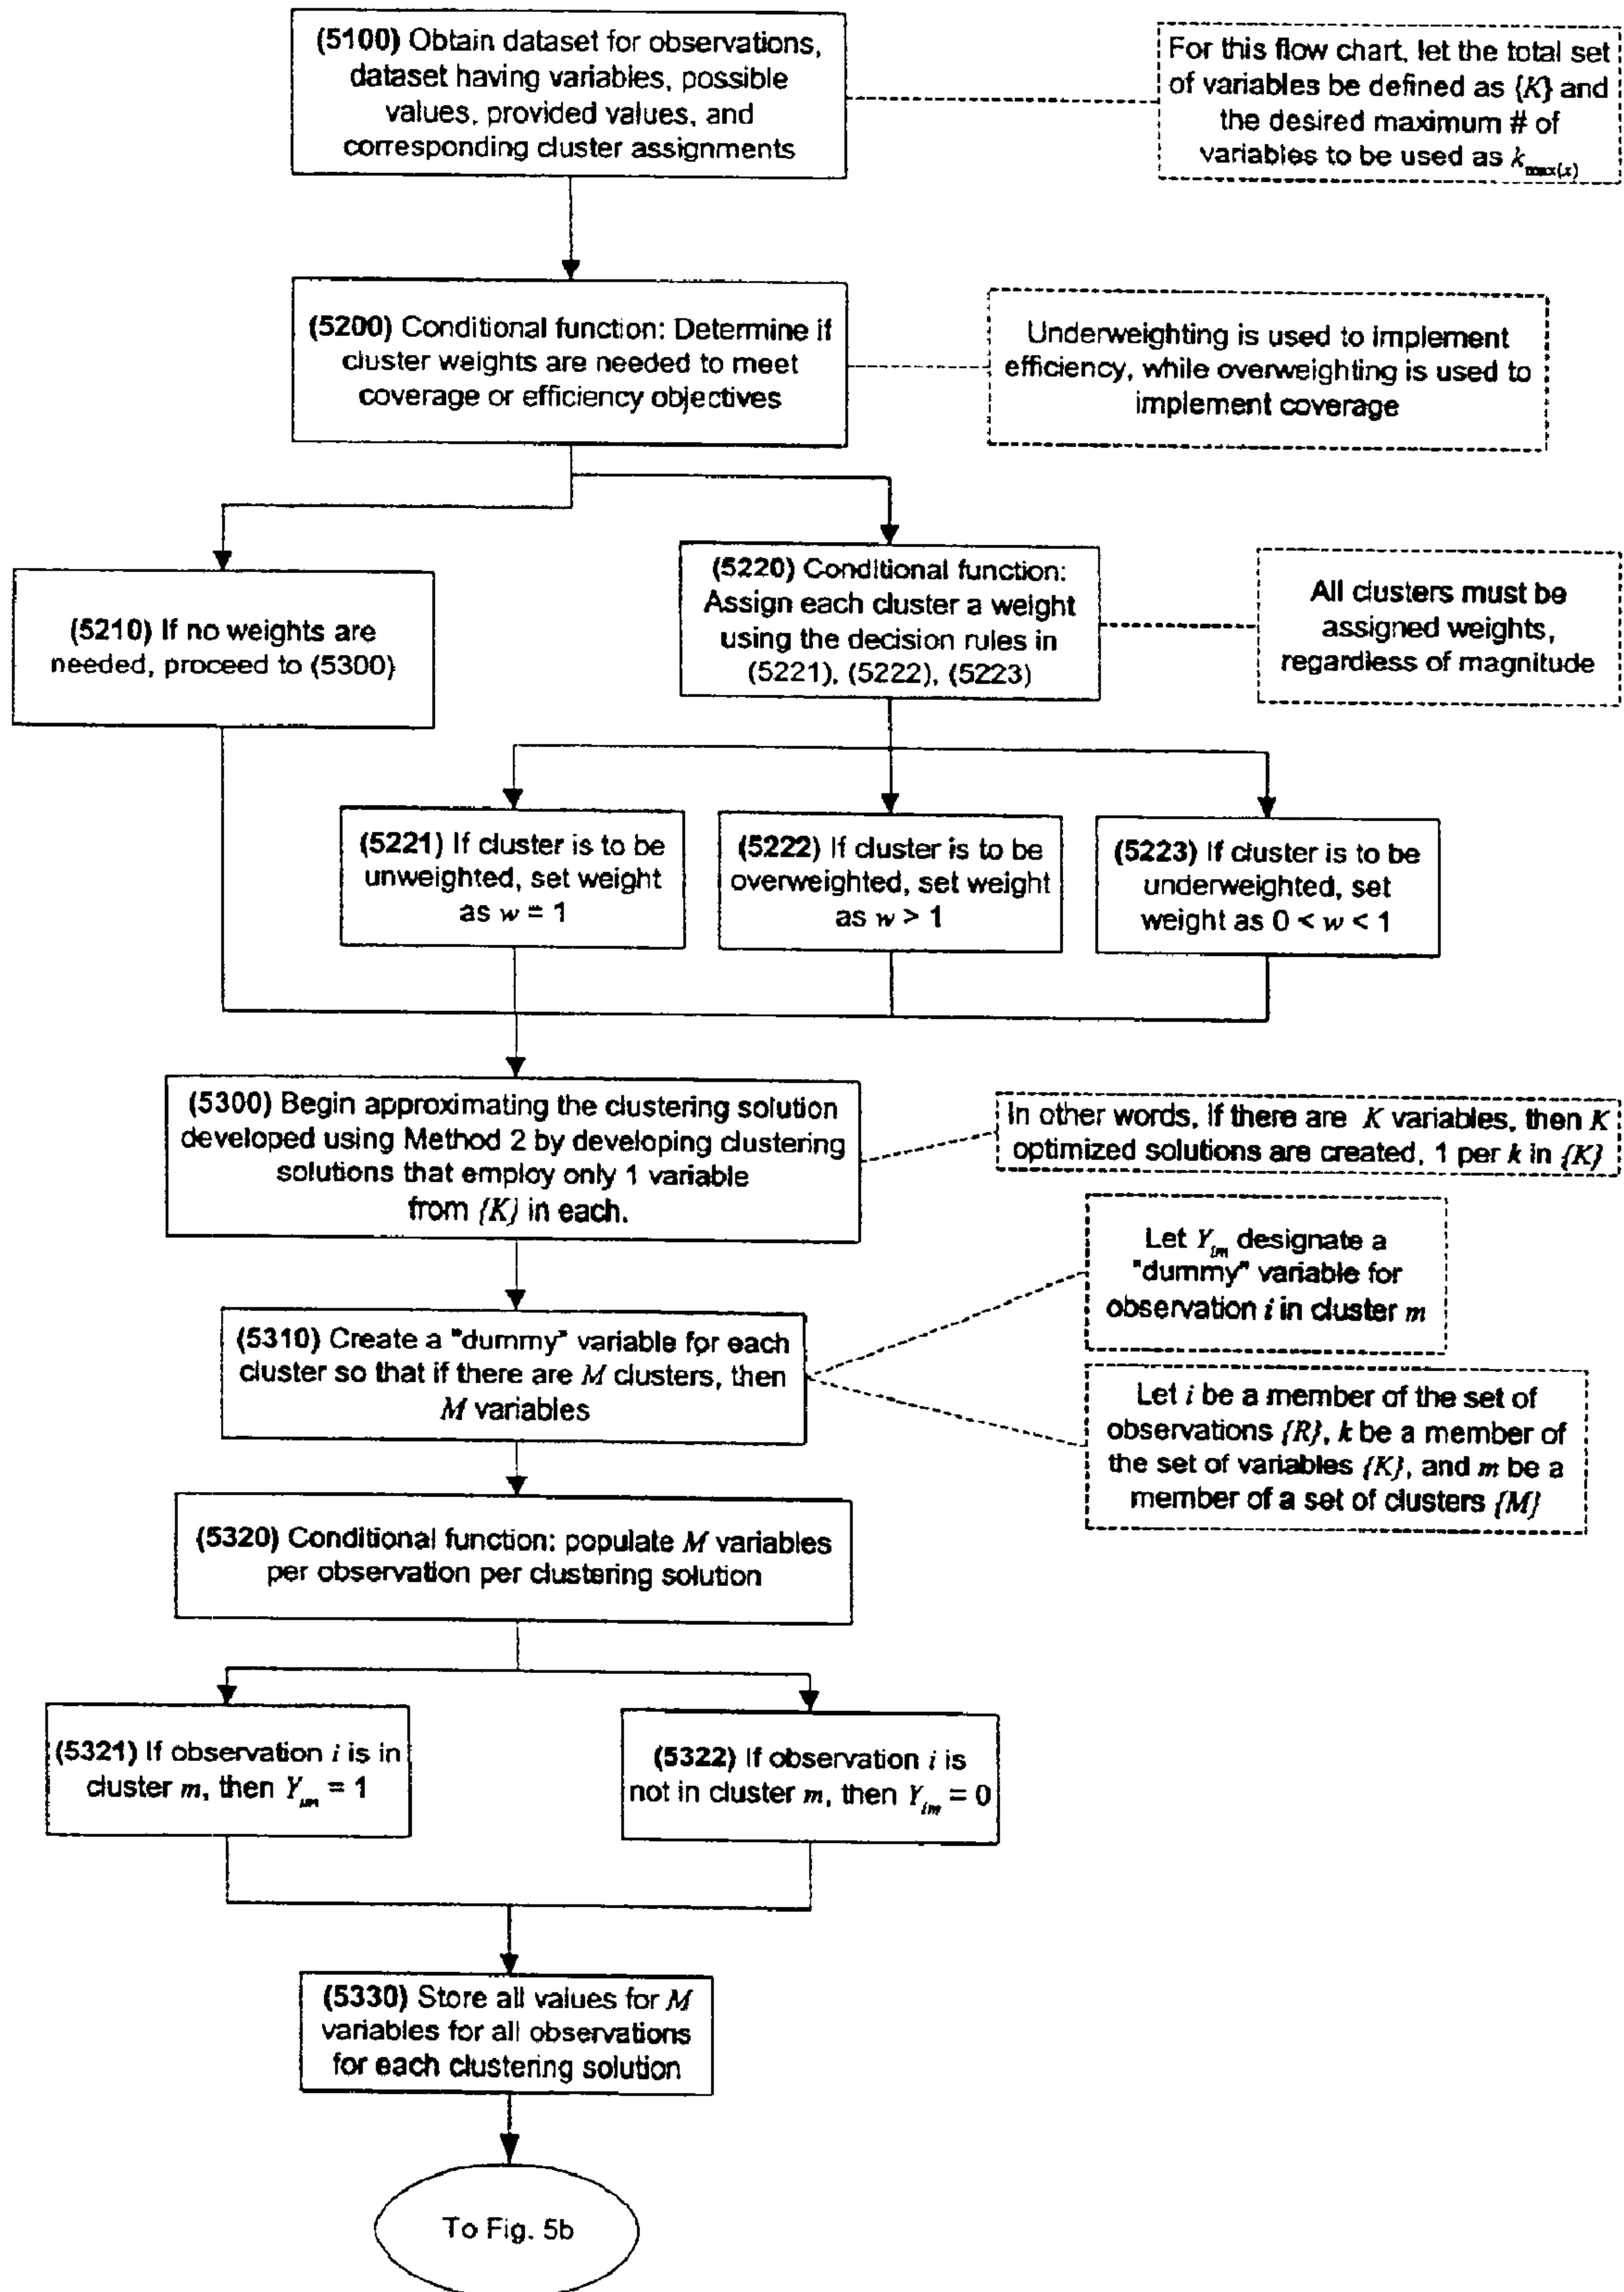 (5100) Obtain dataset for observations,
dataset having variables, possible
values, provided values, and
corresponding cluster assignments
For this flow chart, let the total set
of variables be defined as {K} and
the desired maximum # of
variables to be used as k_max(x)
(5200) Conditional function: Determine if
cluster weights are needed to meet
coverage or efficiency objectives
Underweighting is used to implement
efficiency, while overweighting is used to
implement coverage
(5210) If no weights are
needed, proceed to (5300)
(5220) Conditional function:
Assign each cluster a weight
using the decision rules in
(5221), (5222), (5223)
All clusters must be
assigned weights,
regardless of magnitude
(5221) If cluster is to be
unweighted, set weight
as w = 1
(5222) If cluster is to be
overweighted, set weight
as w > 1
(5223) If cluster is to be
underweighted, set
weight as 0 < w < 1
(5300) Begin approximating the clustering solution
developed using Method 2 by developing clustering
solutions that employ only 1 variable
from {K} in each.
In other words, If there are K variables, then K
optimized solutions are created, 1 per k in {K}
(5310) Create a "dummy" variable for each
cluster so that if there are M clusters, then
M variables
Let Y_im designate a
"dummy" variable for
observation i in cluster m
Let i be a member of the set of
observations {R}, k be a member of
the set of variables {K}, and m be a
member of a set of clusters {M}
(5320) Conditional function: populate M variables
per observation per clustering solution
(5321) If observation i is in
cluster m, then Y_im = 1
(5322) If observation i is
not in cluster m, then Y_im = 0
(5330) Store all values for M
variables for all observations
for each clustering solution
To Fig. 5b